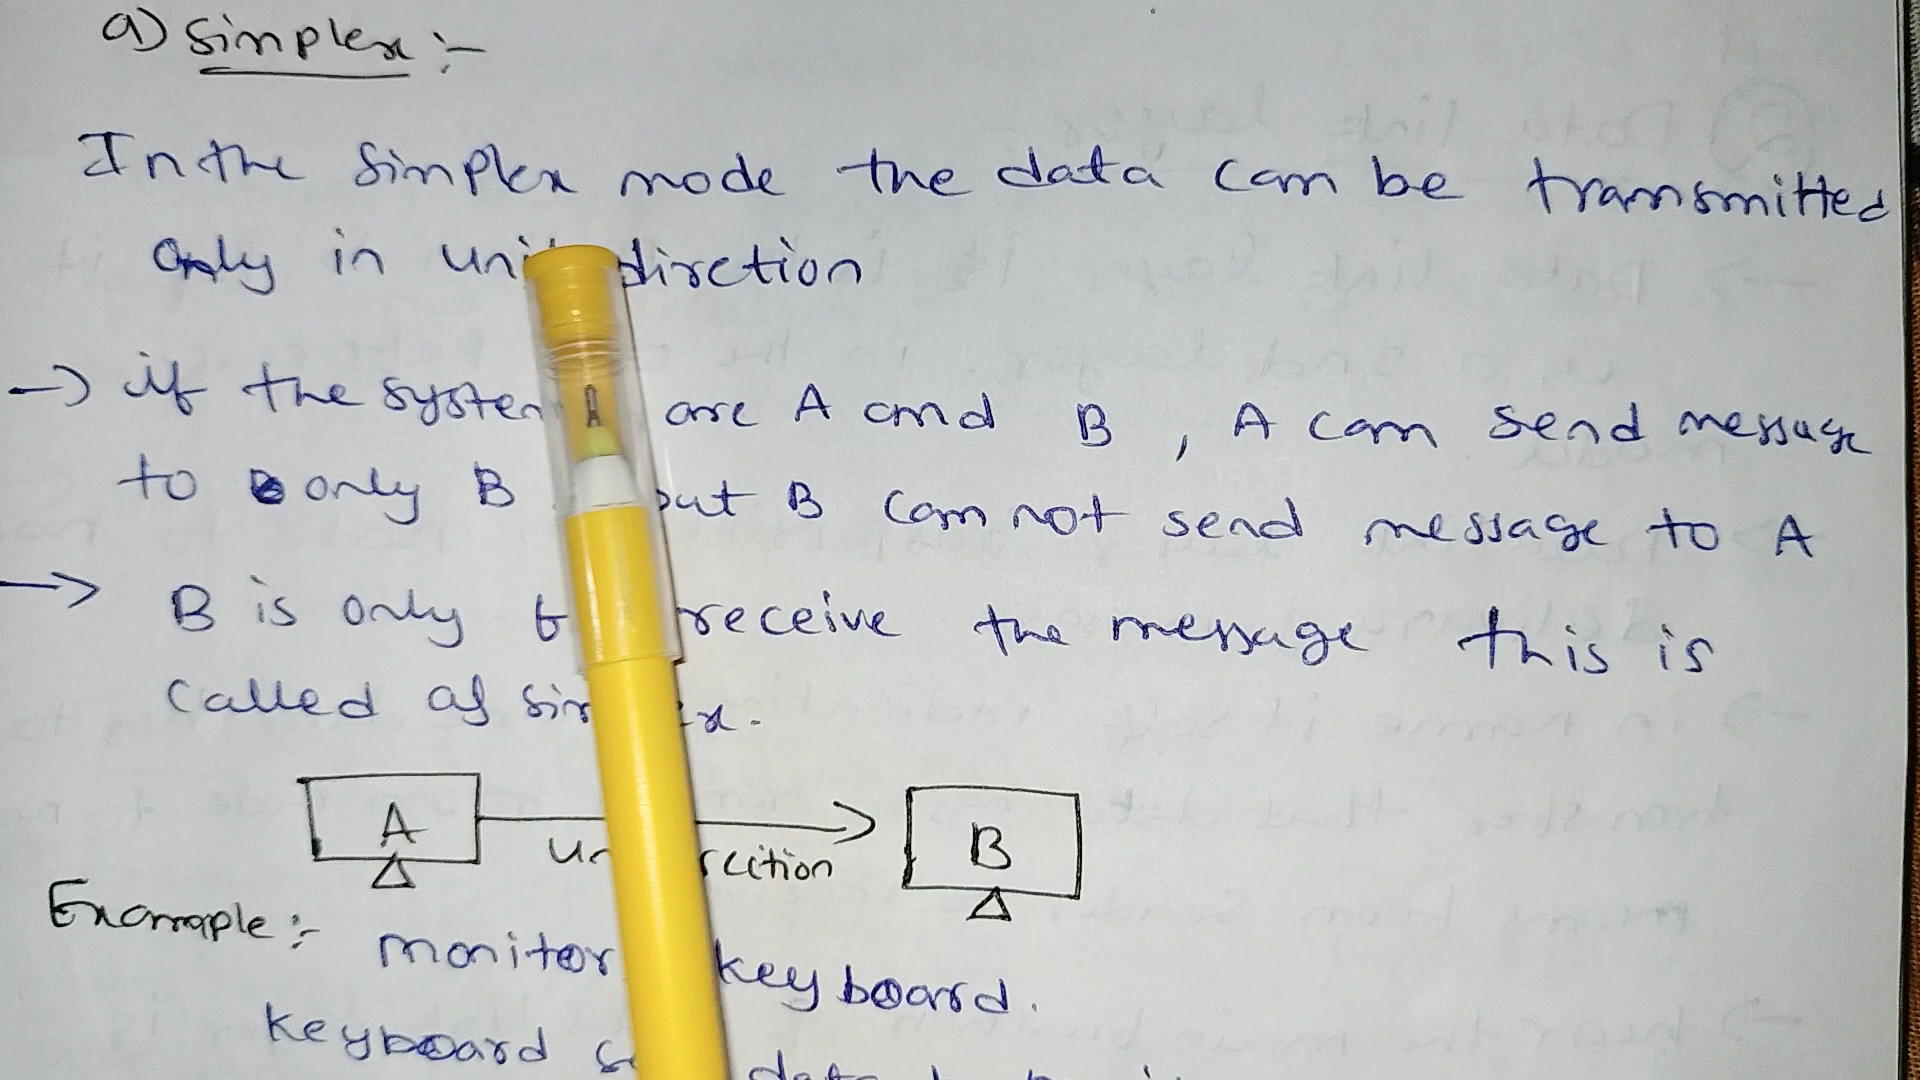 a) Simplex :-
In the Simplex mode the data can be transmitted
only in uni direction
-> if the system are A and B , A can send message
to only B but B can not send message to A
-> B is only receive the message this is
called as simplex.
A B
Example :- monitor keyboard.
keyboard